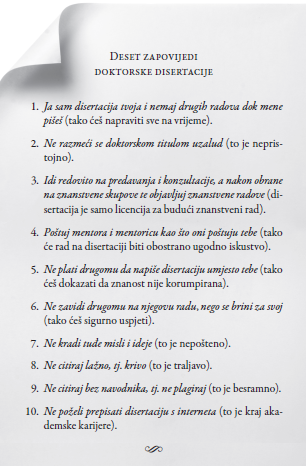 Deset zapovijedi
doktorske disertacije
1. Ja sam disertacija tvoja i nemaj drugih radova dok mene
pišeš (tako ćeš napraviti sve na vrijeme).
2. Ne razmeći se doktorskom titulom uzalud (to je nepris-
tojno).
3. Idi redovito na predavanja i konzultacije, a nakon obrane
na znanstvene skupove te objavljuj znanstvene radove (di-
sertacija je samo licencija za budući znanstveni rad).
4. Poštuj mentora i mentoricu kao što oni poštuju tebe (tako
će rad na disertaciji biti obostrano ugodno iskustvo).
5. Ne plati drugomu da napiše disertaciju umjesto tebe (tako
ćeš dokazati da znanost nije korumpirana).
6. Ne zavidi drugomu na njegovu radu, nego se brini za svoj
(tako ćeš sigurno uspjeti).
7. Ne kradi tuđe misli i ideje (to je nepošteno).
8. Ne citiraj lažno, tj. krivo (to je traljavo).
9. Ne citiraj bez navodnika, tj. ne plagiraj (to je besramno).
10. Ne poželi prepisati disertaciju s interneta (to je kraj aka-
demske karijere).